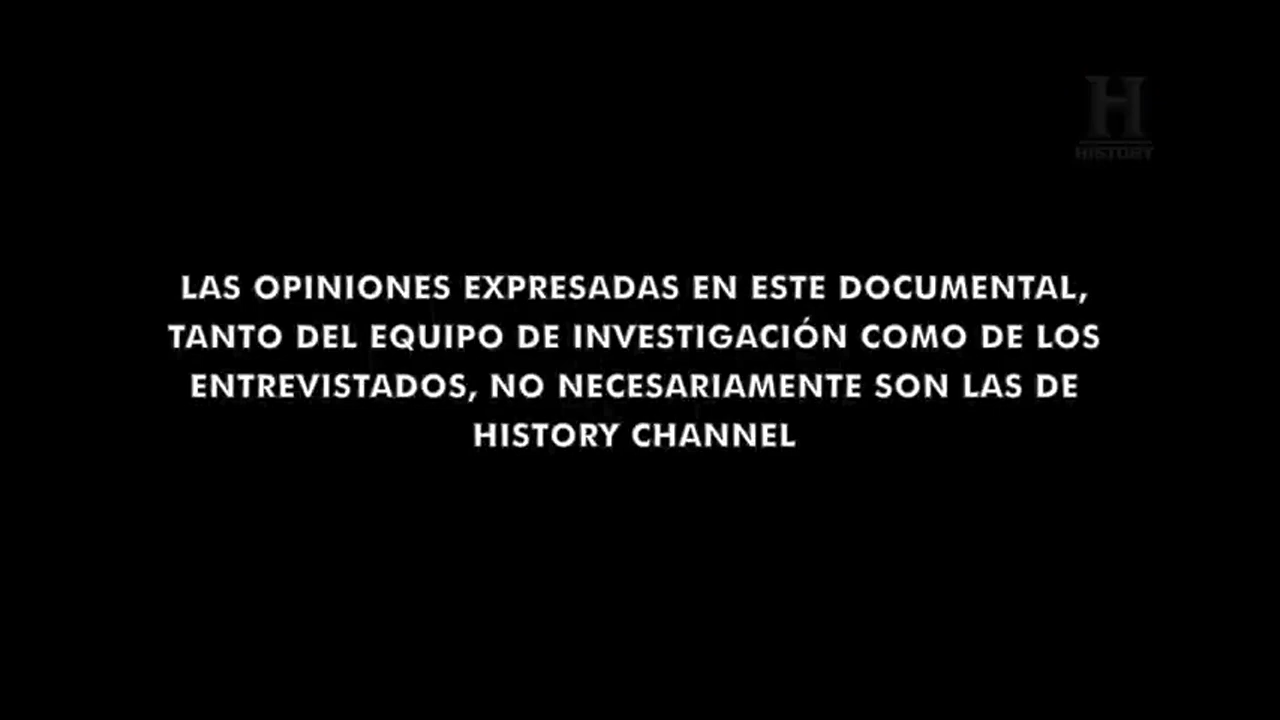 H
HISTORY
LAS OPINIONES EXPRESADAS EN ESTE DOCUMENTAL,
TANTO DEL EQUIPO DE INVESTIGACIÓN COMO DE LOS
ENTREVISTADOS, NO NECESARIAMENTE SON LAS DE
HISTORY CHANNEL